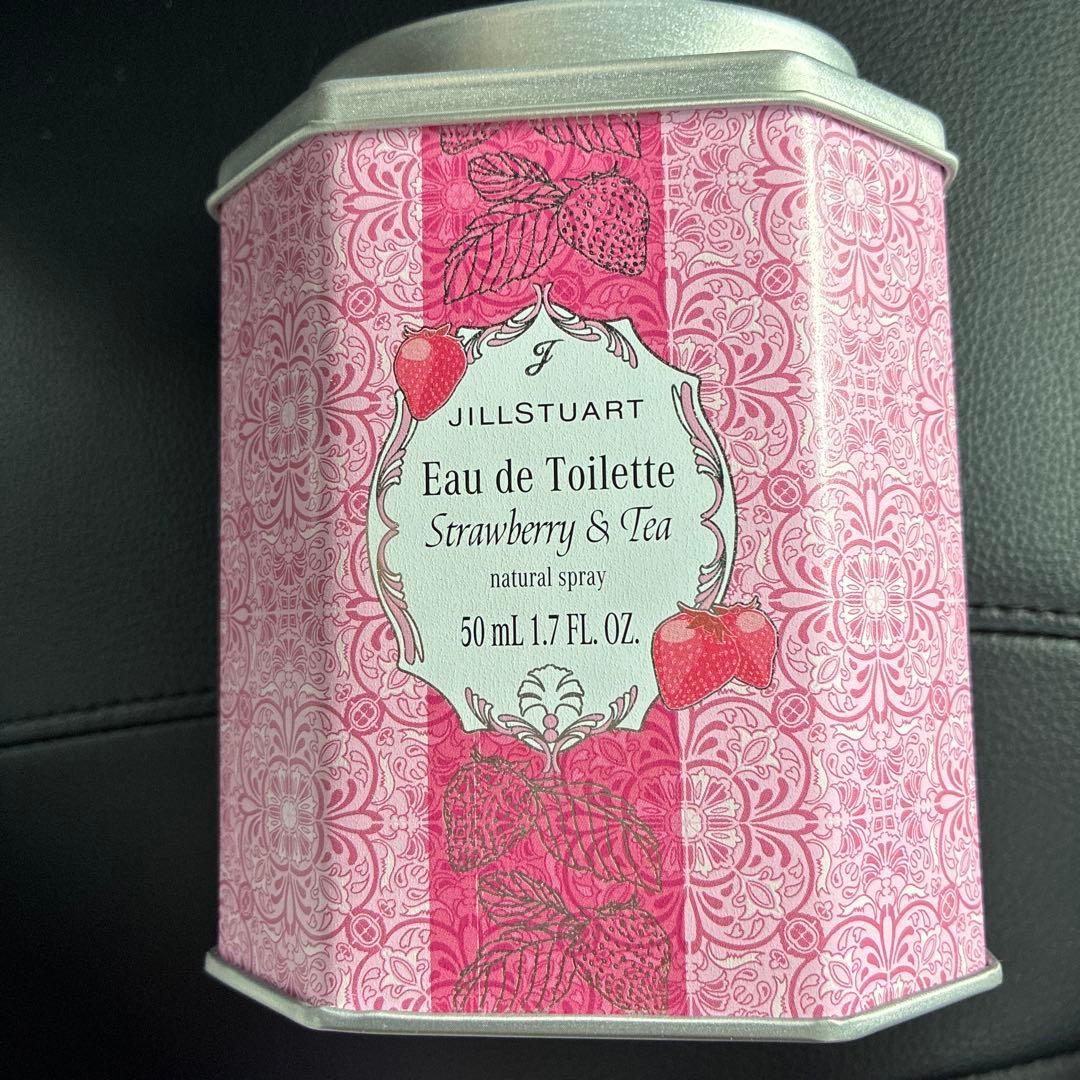 J
JILLSTUART
Eau de Toilette
Strawberry & Tea
natural spray
50 mL 1.7 FL. OZ.